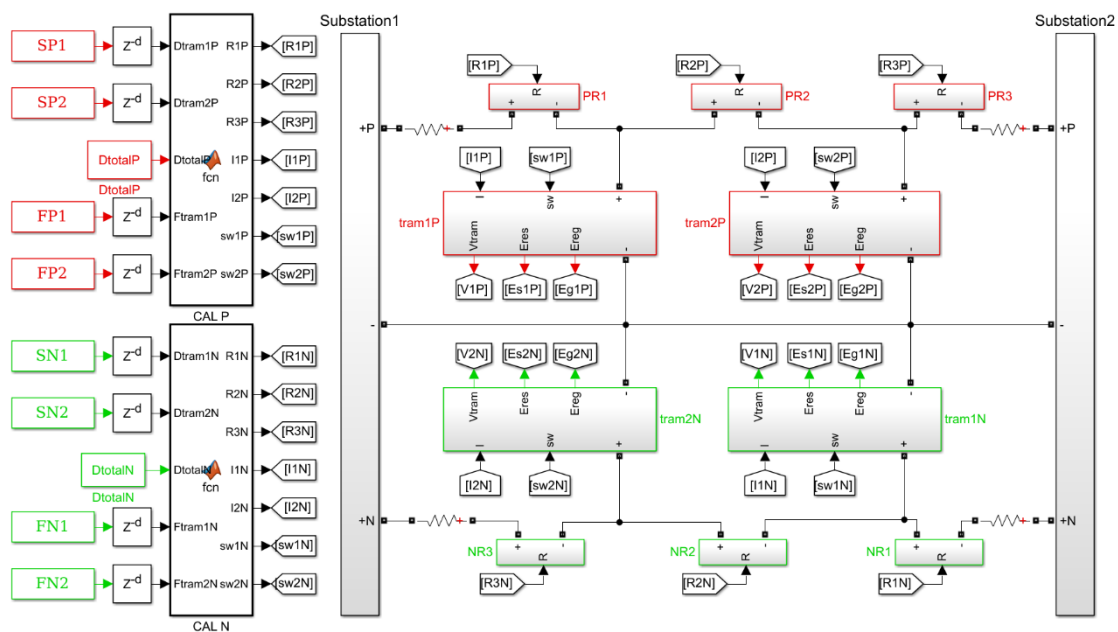 Substation1
Substation2
SP1
Z-d
Dtram1P
R1P
[R1P]
R2P
SP2
Z-d
Dtram2P
[R2P]
R3P
[R3P]
DtotalP
DtotalP
fcn
I1P
[I1P]
DtotalP
I2P
[I2P]
FP1
Z-d
Ftram1P
sw1P
[sw1P]
FP2
Z-d
Ftram2P
sw2P
[sw2P]
CAL P
SN1
Z-d
Dtram1N
R1N
[R1N]
R2N
[R2N]
SN2
Z-d
Dtram2N
R3N
[R3N]
DtotalN
DtotalN
fcn
I1N
[I1N]
DtotalN
I2N
[I2N]
FN1
Z-d
Ftram1N
sw1N
[sw1N]
FN2
Z-d
Ftram2N
sw2N
[sw2N]
CAL N
[R1P]
[R2P]
[R3P]
R
+
-
PR1
R
+
-
PR2
R
+
-
PR3
+P
+
+
+P
[I1P]
[sw1P]
[I2P]
[sw2P]
tram1P
I
sw
+
Vtram
Eres
Ereg
-
tram2P
I
sw
+
Vtram
Eres
Ereg
-
[V1P]
[Es1P]
[Eg1P]
[V2P]
[Es2P]
[Eg2P]
-
-
[V2N]
[Es2N]
[Eg2N]
[V1N]
[Es1N]
[Eg1N]
Vtram
Eres
Ereg
-
I
sw
+
tram2N
Vtram
Eres
Ereg
-
I
sw
+
tram1N
[I2N]
[sw2N]
[I1N]
[sw1N]
+N
+
+
+N
NR3
+
-
R
NR2
+
-
R
NR1
+
-
R
[R3N]
[R2N]
[R1N]